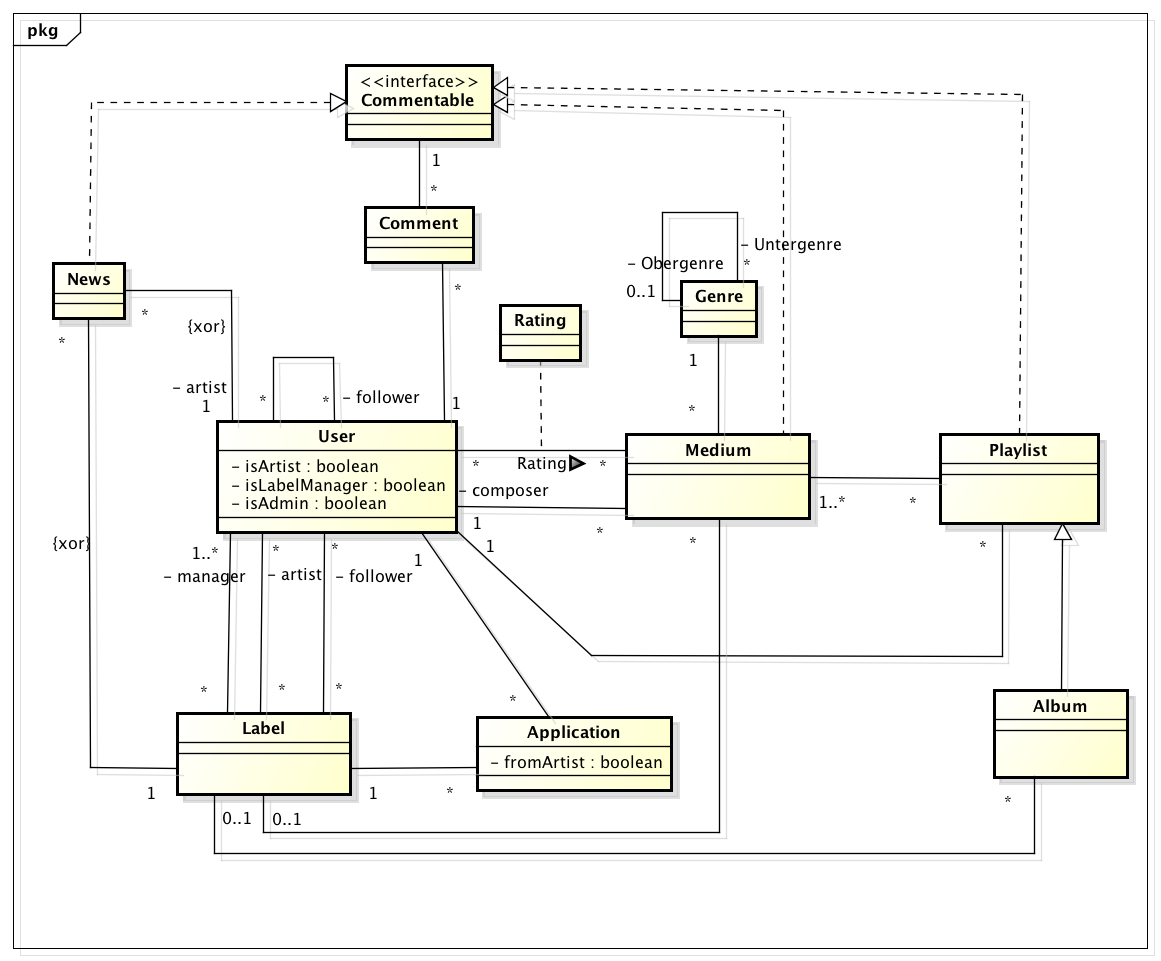 pkg
<<interface>>
Commentable
1
*
Comment
- Untergenre
- Obergenre
*
News
Genre
0..1
*
*
Rating
{xor}
*
1
- artist
*
*
- follower
1
1
*
User
Medium
Playlist
- isArtist : boolean
*
Rating
*
- isLabelManager : boolean
- composer
- isAdmin : boolean
1..*
*
1
*
{xor}
1..*
*
*
1
1
*
*
- manager
- artist
- follower
*
*
*
*
Label
Application
Album
- fromArtist : boolean
1
1
*
*
0..1
0..1